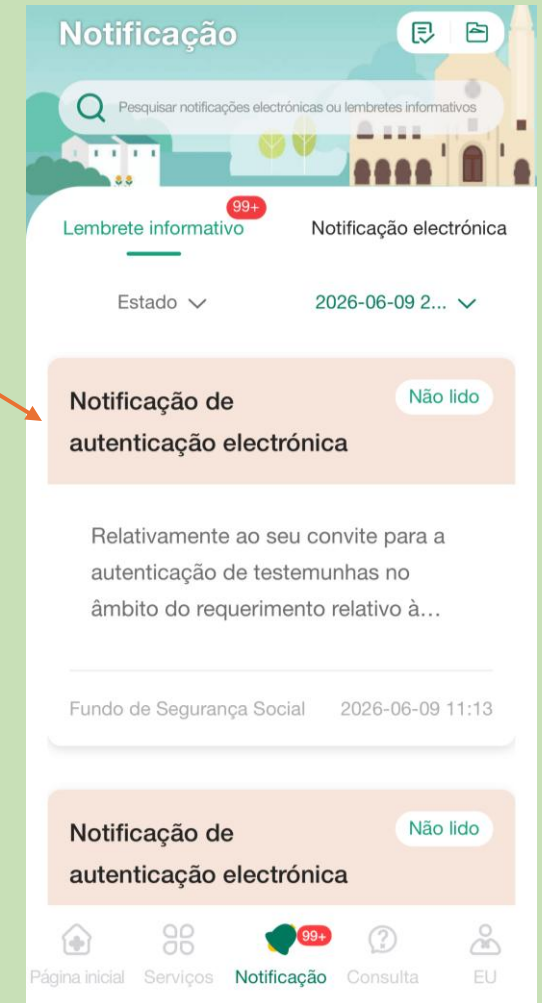 Notificação
Pesquisar notificações electrónicas ou lembretes informativos
99+
Lembrete informativo
Notificação electrónica
Estado
2026-06-09 2...
Notificação de
Não lido
autenticação electrónica
Relativamente ao seu convite para a
autenticação de testemunhas no
âmbito do requerimento relativo à...
Fundo de Segurança Social
2026-06-09 11:13
Notificação de
Não lido
autenticação electrónica
99+
Página inicial
Serviços
Notificação
Consulta
EU